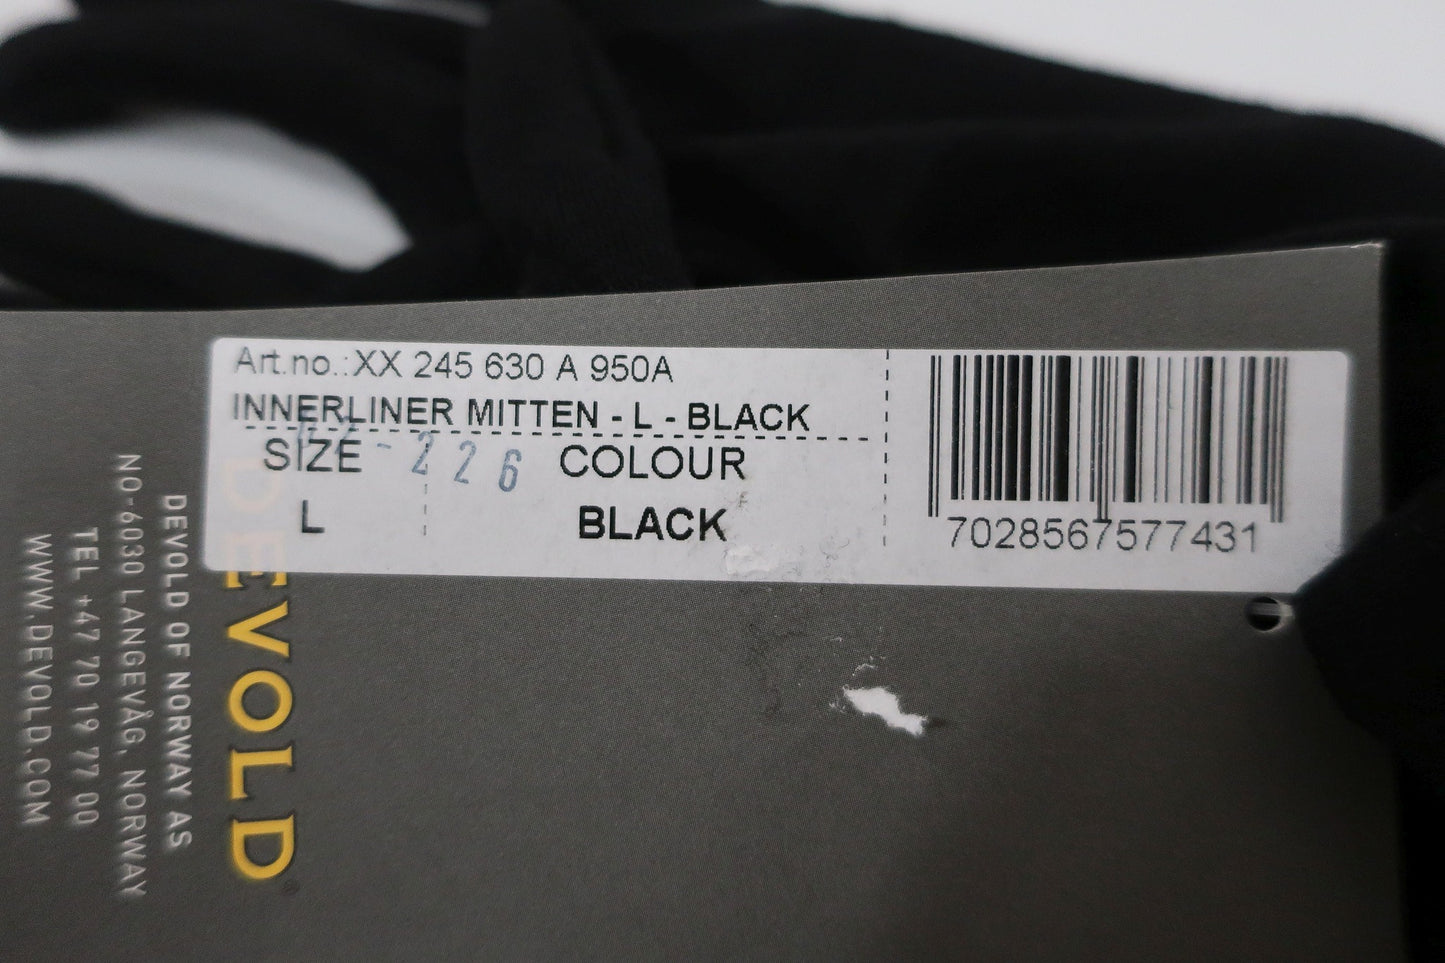 Art.no.:XX 245 630 A 950A
INNERLINER MITTEN - L - BLACK
SIZE
COLOUR
L
BLACK
226
7028567577431
DEVOLD
DEVOLD OF NORWAY AS
NO-6030 LANGEVÅG, NORWAY
TEL +47 70 19 77 00
WWW.DEVOLD.COM